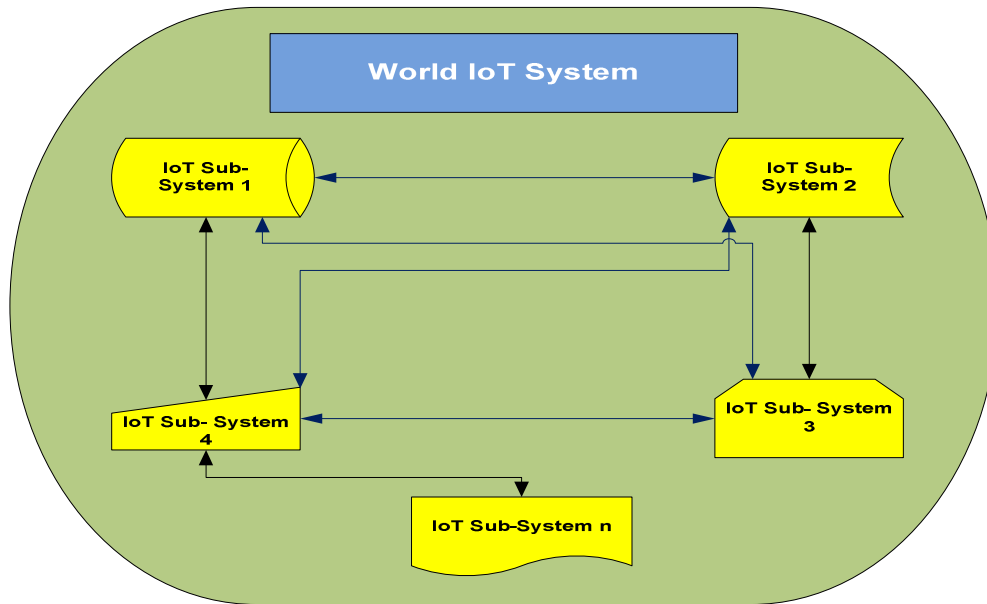 World IoT System
IoT Sub-
System 1
IoT Sub-
System 2
IoT Sub- System
4
IoT Sub- System
3
IoT Sub-System n